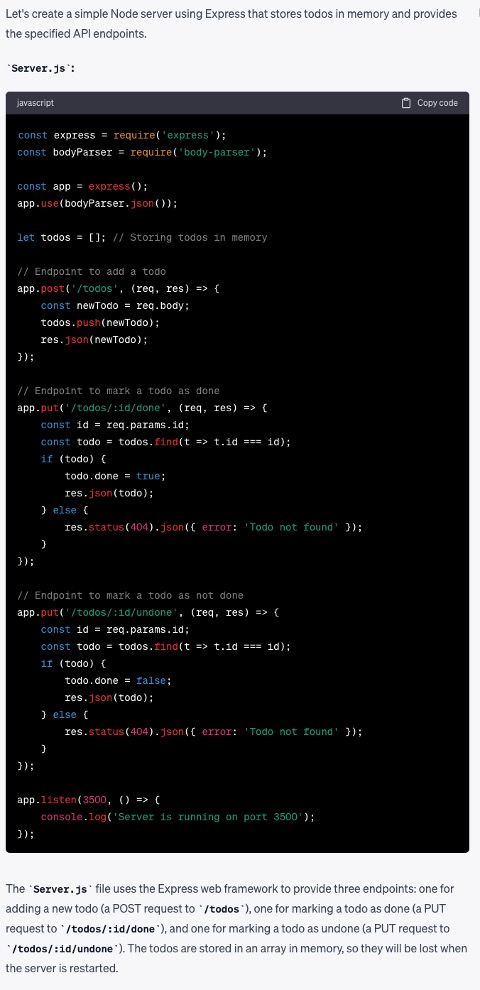 Let's create a simple Node server using Express that stores todos in memory and provides
the specified API endpoints.
`Server.js`:
javascript
Copy code
const express = require('express');
const bodyParser = require('body-parser');
const app = express();
app.use(bodyParser.json());
let todos = []; // Storing todos in memory
// Endpoint to add a todo
app.post('/todos', (req, res) => {
    const newTodo = req.body;
    todos.push(newTodo);
    res.json(newTodo);
});
// Endpoint to mark a todo as done
app.put('/todos/:id/done', (req, res) => {
    const id = req.params.id;
    const todo = todos.find(t => t.id === id);
    if (todo) {
        todo.done = true;
        res.json(todo);
    } else {
        res.status(404).json({ error: 'Todo not found' });
    }
});
// Endpoint to mark a todo as not done
app.put('/todos/:id/undone', (req, res) => {
    const id = req.params.id;
    const todo = todos.find(t => t.id === id);
    if (todo) {
        todo.done = false;
        res.json(todo);
    } else {
        res.status(404).json({ error: 'Todo not found' });
    }
});
app.listen(3500, () => {
    console.log('Server is running on port 3500');
});
The `Server.js` file uses the Express web framework to provide three endpoints: one for
adding a new todo (a POST request to `/todos`), one for marking a todo as done (a PUT
request to `/todos/:id/done`), and one for marking a todo as undone (a PUT request to
`/todos/:id/undone`). The todos are stored in an array in memory, so they will be lost when
the server is restarted.